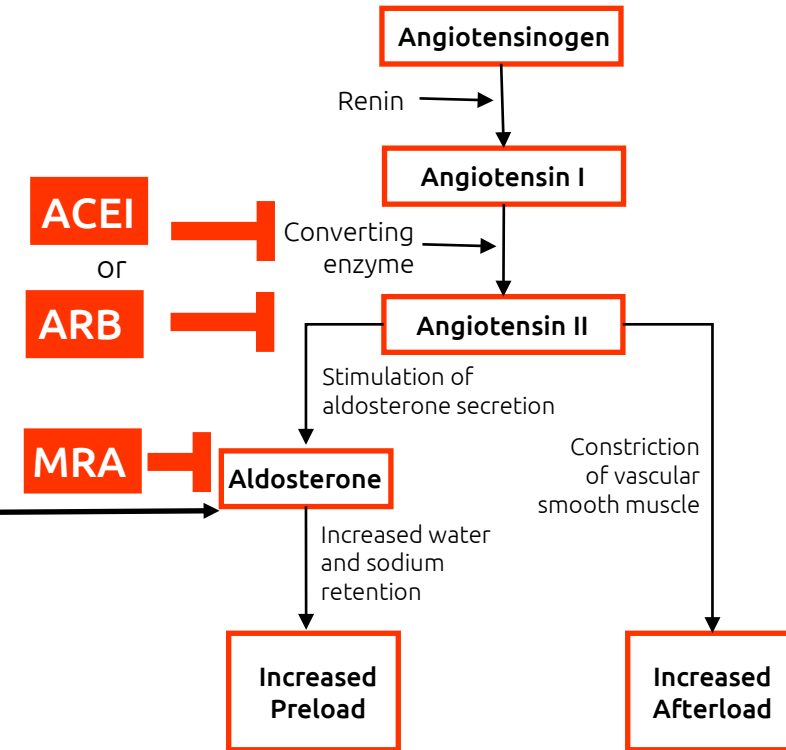 Angiotensinogen
Renin
Angiotensin I
ACEI
or
ARB
Converting
enzyme
Angiotensin II
Stimulation of
aldosterone secretion
MRA
Aldosterone
Constriction
of vascular
smooth muscle
Increased water
and sodium
retention
Increased
Preload
Increased
Afterload